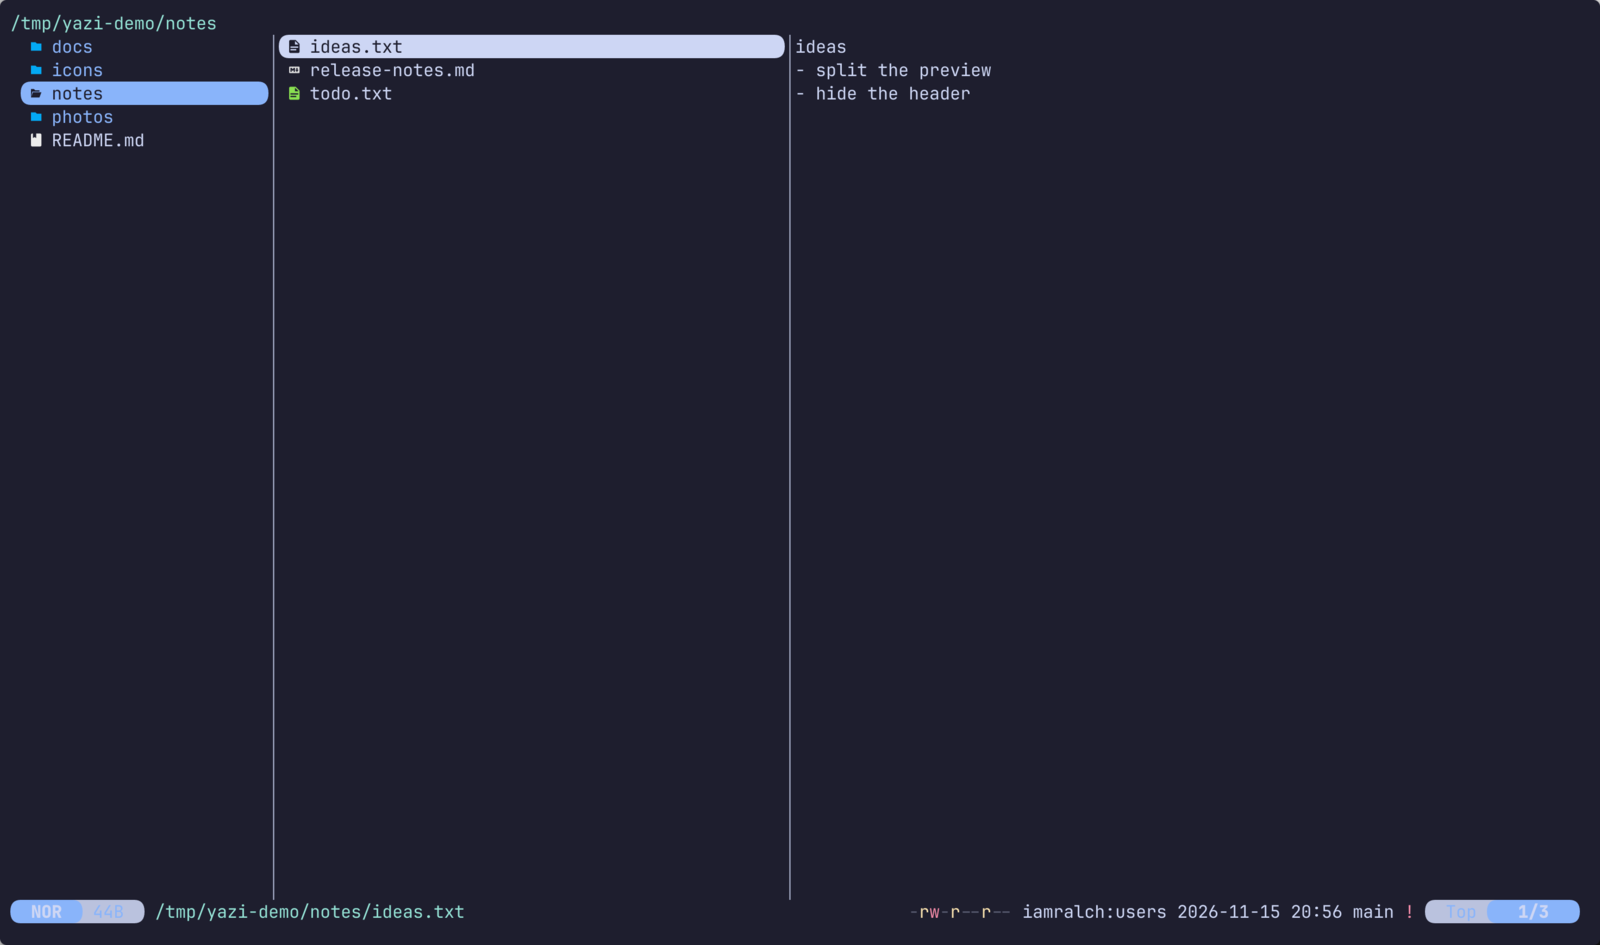 /tmp/yazi-demo/notes
docs
icons
notes
photos
README.md
ideas.txt
release-notes.md
todo.txt
ideas
- split the preview
- hide the header
NOR 44B /tmp/yazi-demo/notes/ideas.txt -rw-r--r-- iamralch:users 2026-11-15 20:56 main ! Top 1/3